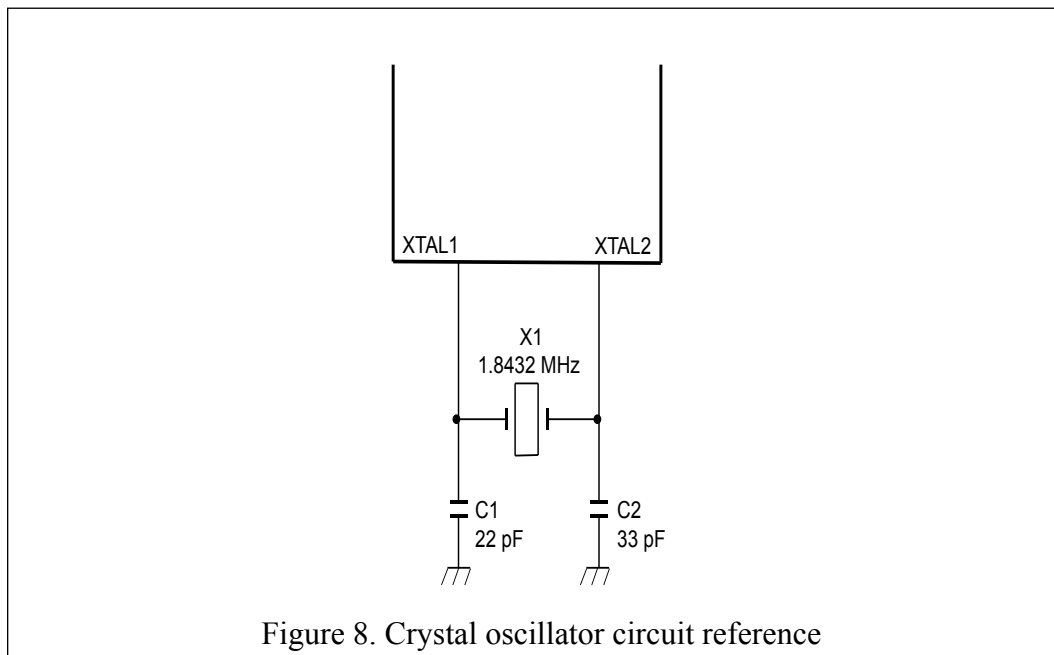 XTAL1
XTAL2
X1
1.8432 MHz
C1
22 pF
C2
33 pF
Figure 8. Crystal oscillator circuit reference